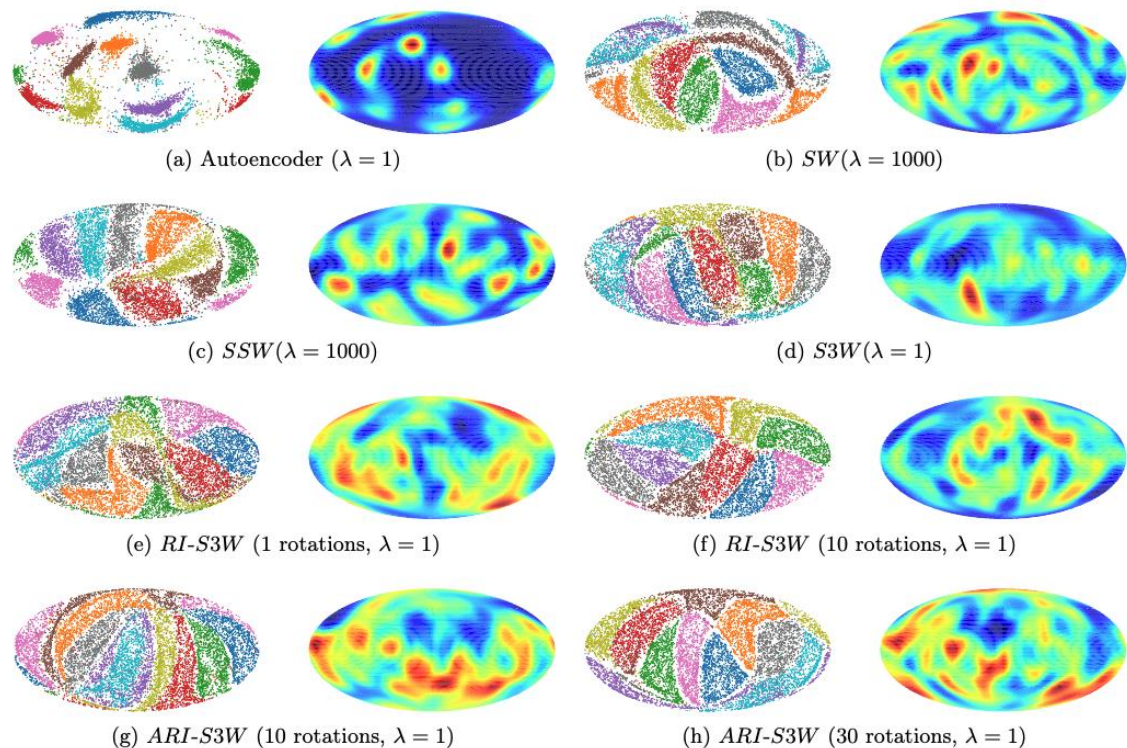 (a) Autoencoder (λ = 1)
(b) SW(λ = 1000)
(c) SSW(λ = 1000)
(d) S3W(λ = 1)
(e) RI-S3W (1 rotations, λ = 1)
(f) RI-S3W (10 rotations, λ = 1)
(g) ARI-S3W (10 rotations, λ = 1)
(h) ARI-S3W (30 rotations, λ = 1)